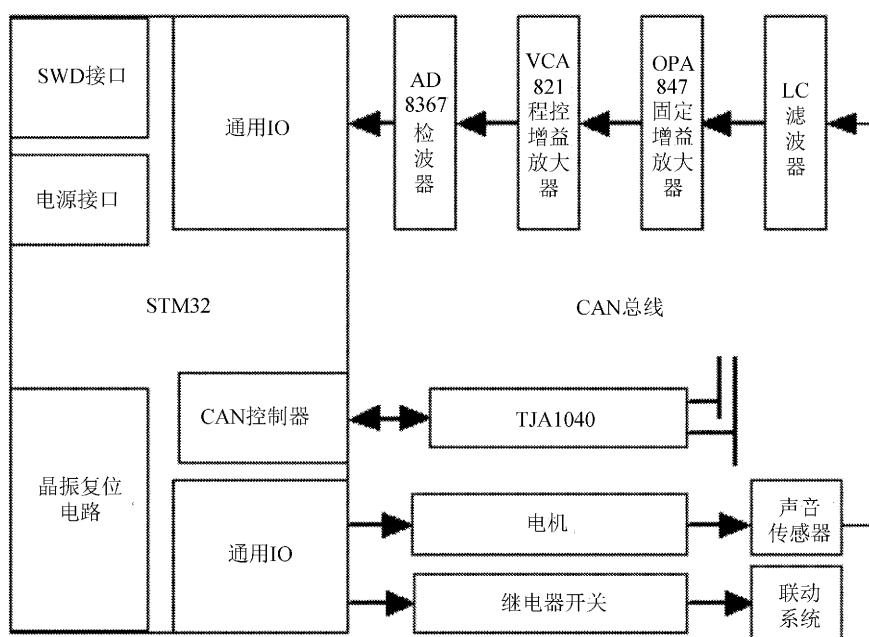 SWD接口
电源接口
通用IO
AD
8367
检
波
器
VCA
821
程控
增益
放大
器
OPA
847
固定
增益
放大
器
LC
滤
波
器
STM32
CAN总线
CAN控制器
TJA1040
晶振复位
电路
通用IO
电机
声音
传感器
继电器开关
联动
系统